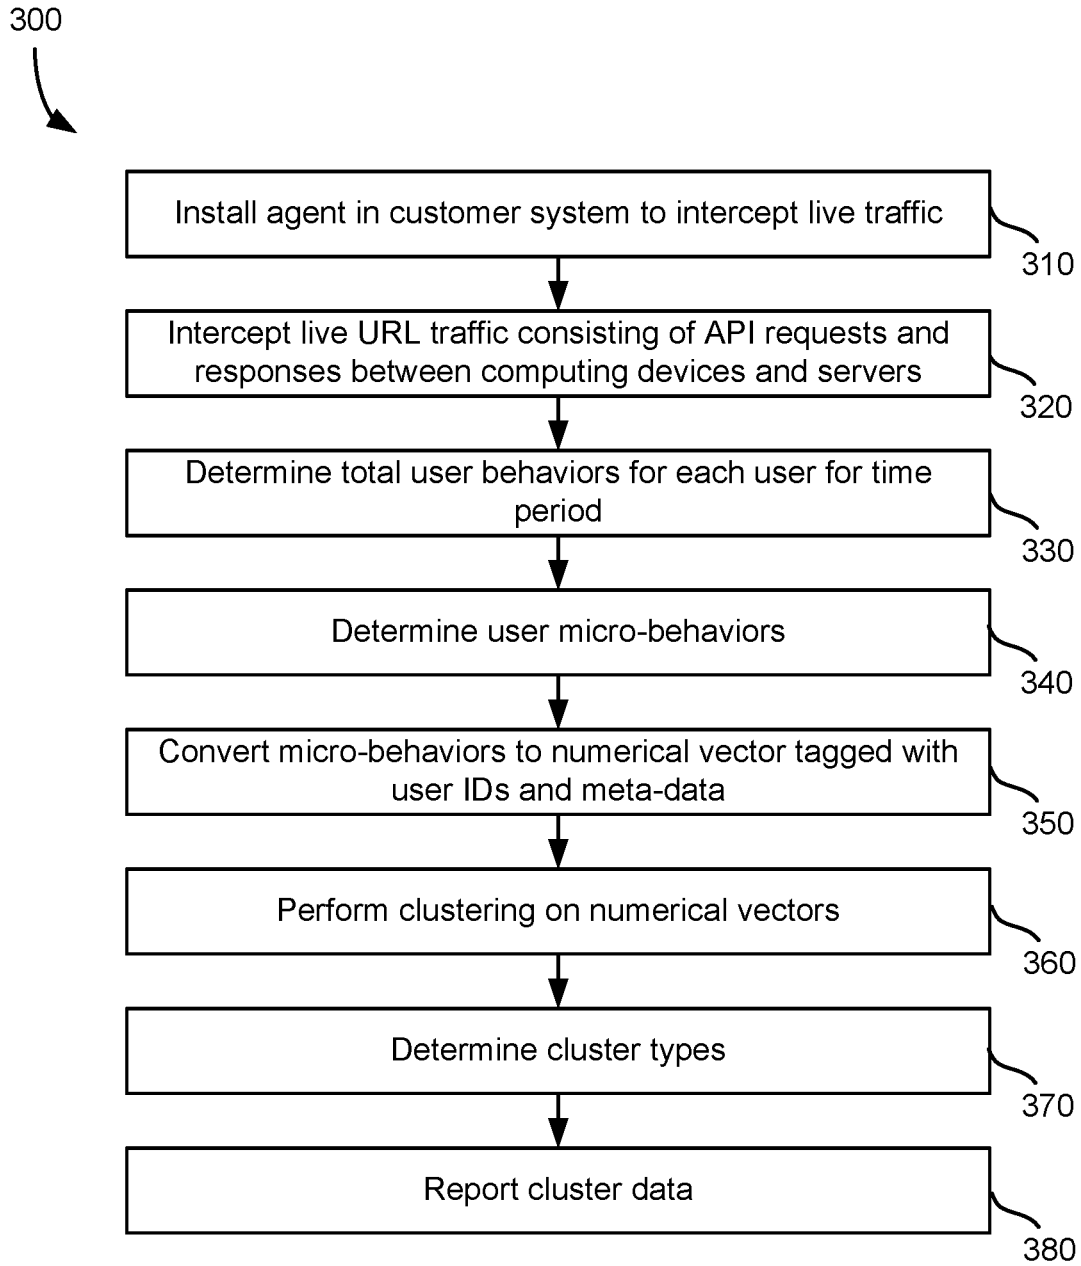 300
Install agent in customer system to intercept live traffic
310
Intercept live URL traffic consisting of API requests and
responses between computing devices and servers
320
Determine total user behaviors for each user for time
period
330
Determine user micro-behaviors
340
Convert micro-behaviors to numerical vector tagged with
user IDs and meta-data
350
Perform clustering on numerical vectors
360
Determine cluster types
370
Report cluster data
380